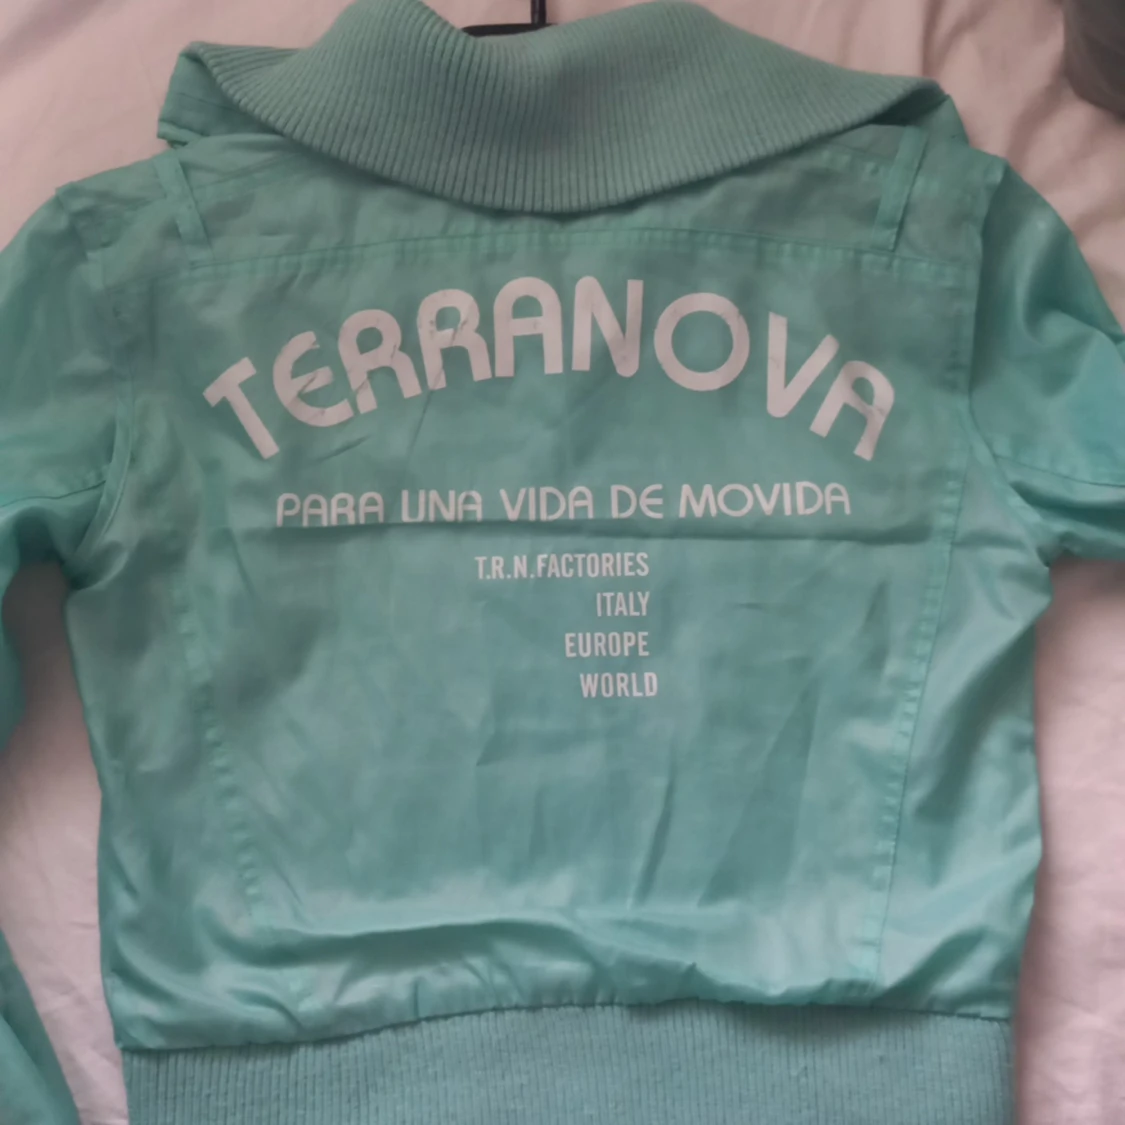 TERRANOVA
PARA UNA VIDA DE MOVIDA
T.R.N.FACTORIES
ITALY
EUROPE
WORLD